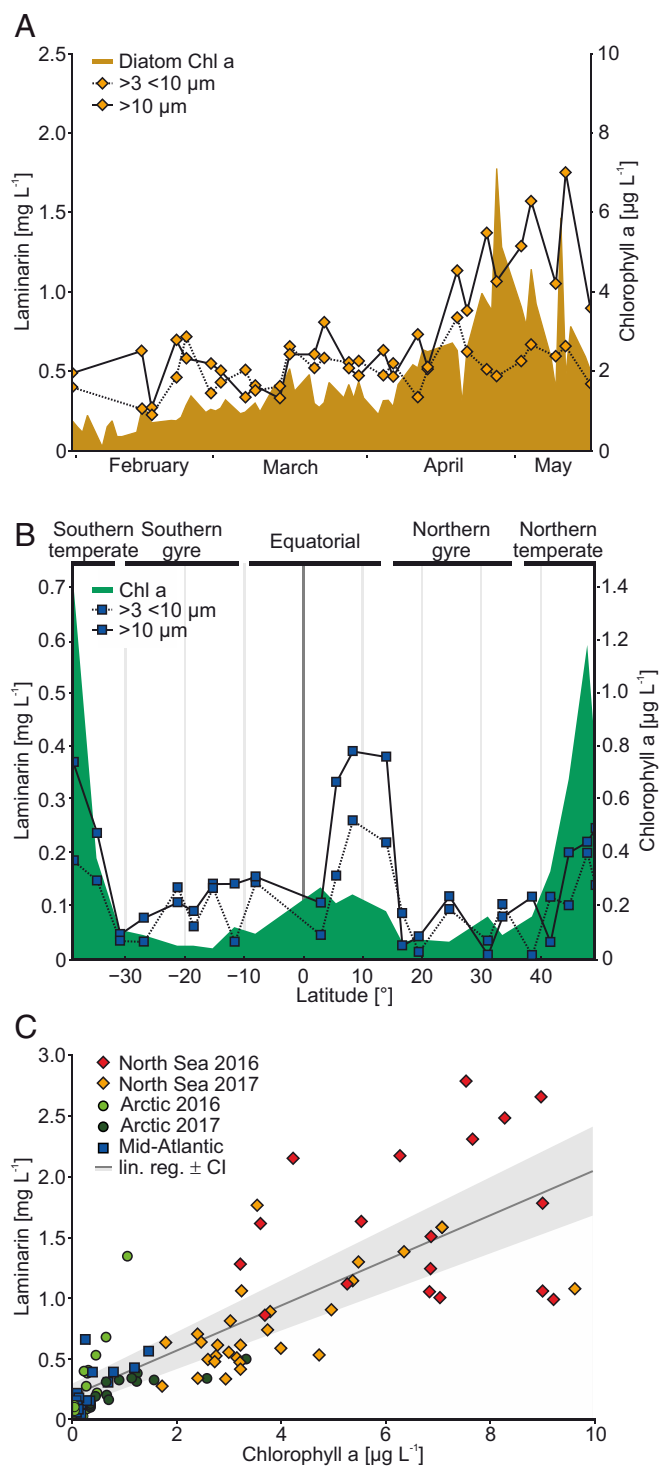 A
Diatom Chl a
>3 <10 µm
>10 µm
Laminarin [mg L-1]
2.5
2.0
1.5
1.0
0.5
0
Chlorophyll a [µg L-1]
10
8
6
4
2
0
February March April May
B
Southern temperate
Southern gyre
Equatorial
Northern gyre
Northern temperate
Chl a
>3 <10 µm
>10 µm
Laminarin [mg L-1]
0.7
0.6
0.5
0.4
0.3
0.2
0.1
0
Chlorophyll a [µg L-1]
1.4
1.2
1.0
0.8
0.6
0.4
0.2
0
−30 −20 −10 0 10 20 30 40
Latitude [°]
C
North Sea 2016
North Sea 2017
Arctic 2016
Arctic 2017
Mid-Atlantic
lin. reg. ± CI
Laminarin [mg L-1]
3.0
2.5
2.0
1.5
1.0
0.5
0
0 2 4 6 8 10
Chlorophyll a [µg L-1]